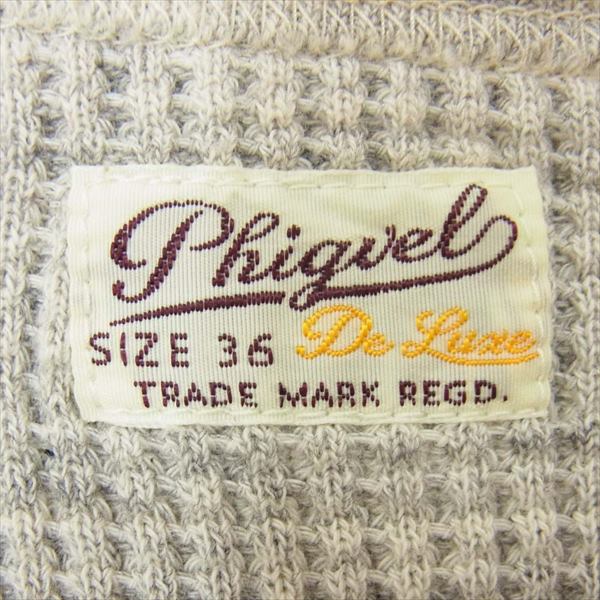 Phigvel
SIZE 36 De Luxe
TRADE MARK REGD.